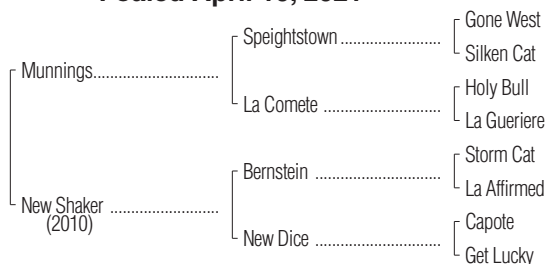 Foaled April 2021
Gone West
Speightstown
Silken Cat
Munnings
Holy Bull
La Comete
La Gueriere
Storm Cat
Bernstein
La Affirmed
New Shaker
(2010)
Capote
New Dice
Get Lucky